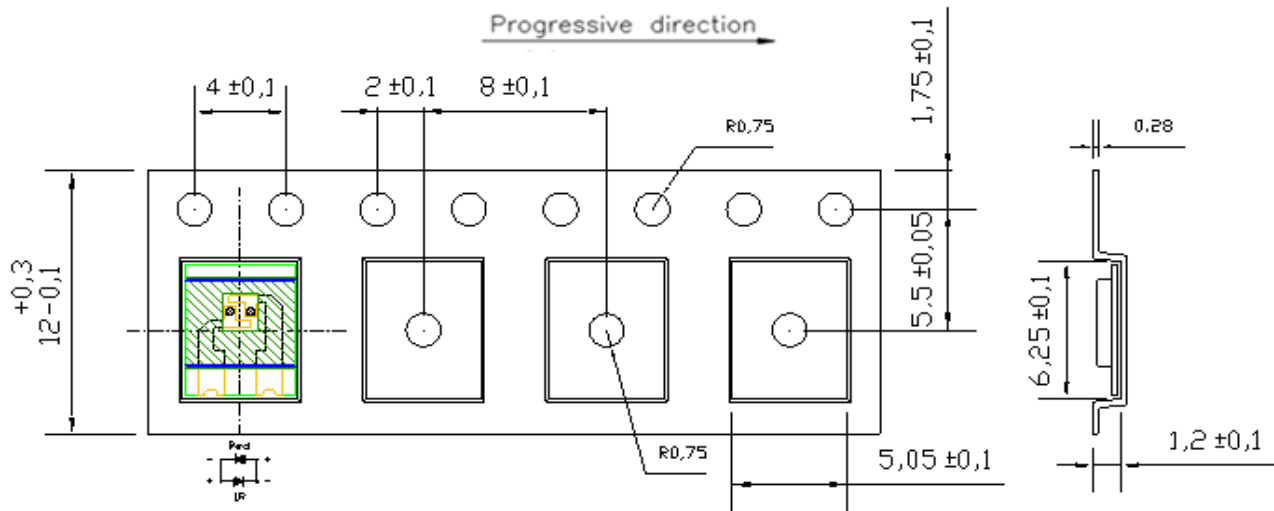 Progressive direction
4 ±0,1
2 ±0,1
8 ±0,1
1,75 ±0,1
R0,75
0.28
5,5 ±0,05
+0,3
12-0,1
6,25 ±0,1
R0,75
5,05 ±0,1
1,2 ±0,1
Red
- +
+ -
IR